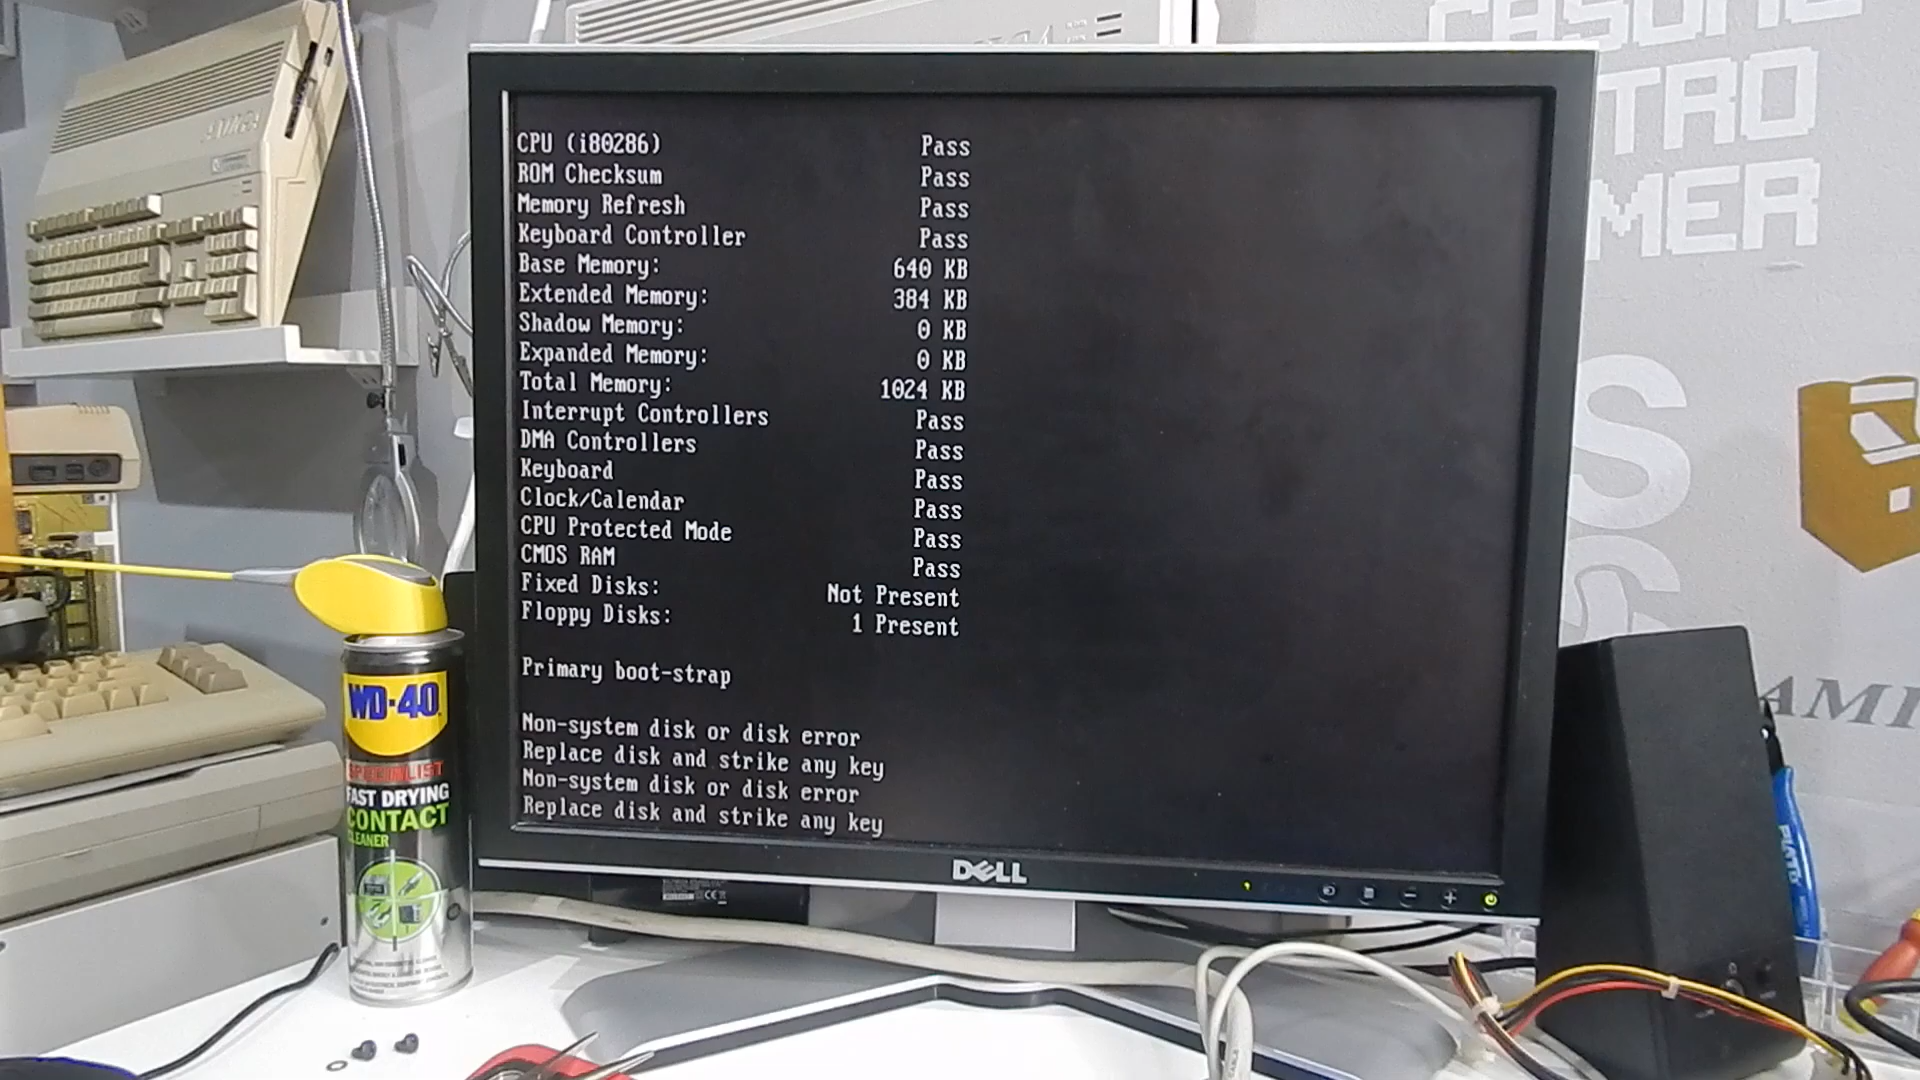 CPU (i80286) Pass
ROM Checksum Pass
Memory Refresh Pass
Keyboard Controller Pass
Base Memory: 640 KB
Extended Memory: 384 KB
Shadow Memory: 0 KB
Expanded Memory: 0 KB
Total Memory: 1024 KB
Interrupt Controllers Pass
DMA Controllers Pass
Keyboard Pass
Clock/Calendar Pass
CPU Protected Mode Pass
CMOS RAM Pass
Fixed Disks: Not Present
Floppy Disks: 1 Present
Primary boot-strap
Non-system disk or disk error
Replace disk and strike any key
Non-system disk or disk error
Replace disk and strike any key
DELL
WD-40
SPECIALIST
FAST DRYING
CONTACT
CLEANER
TRO
MER
S
AMI